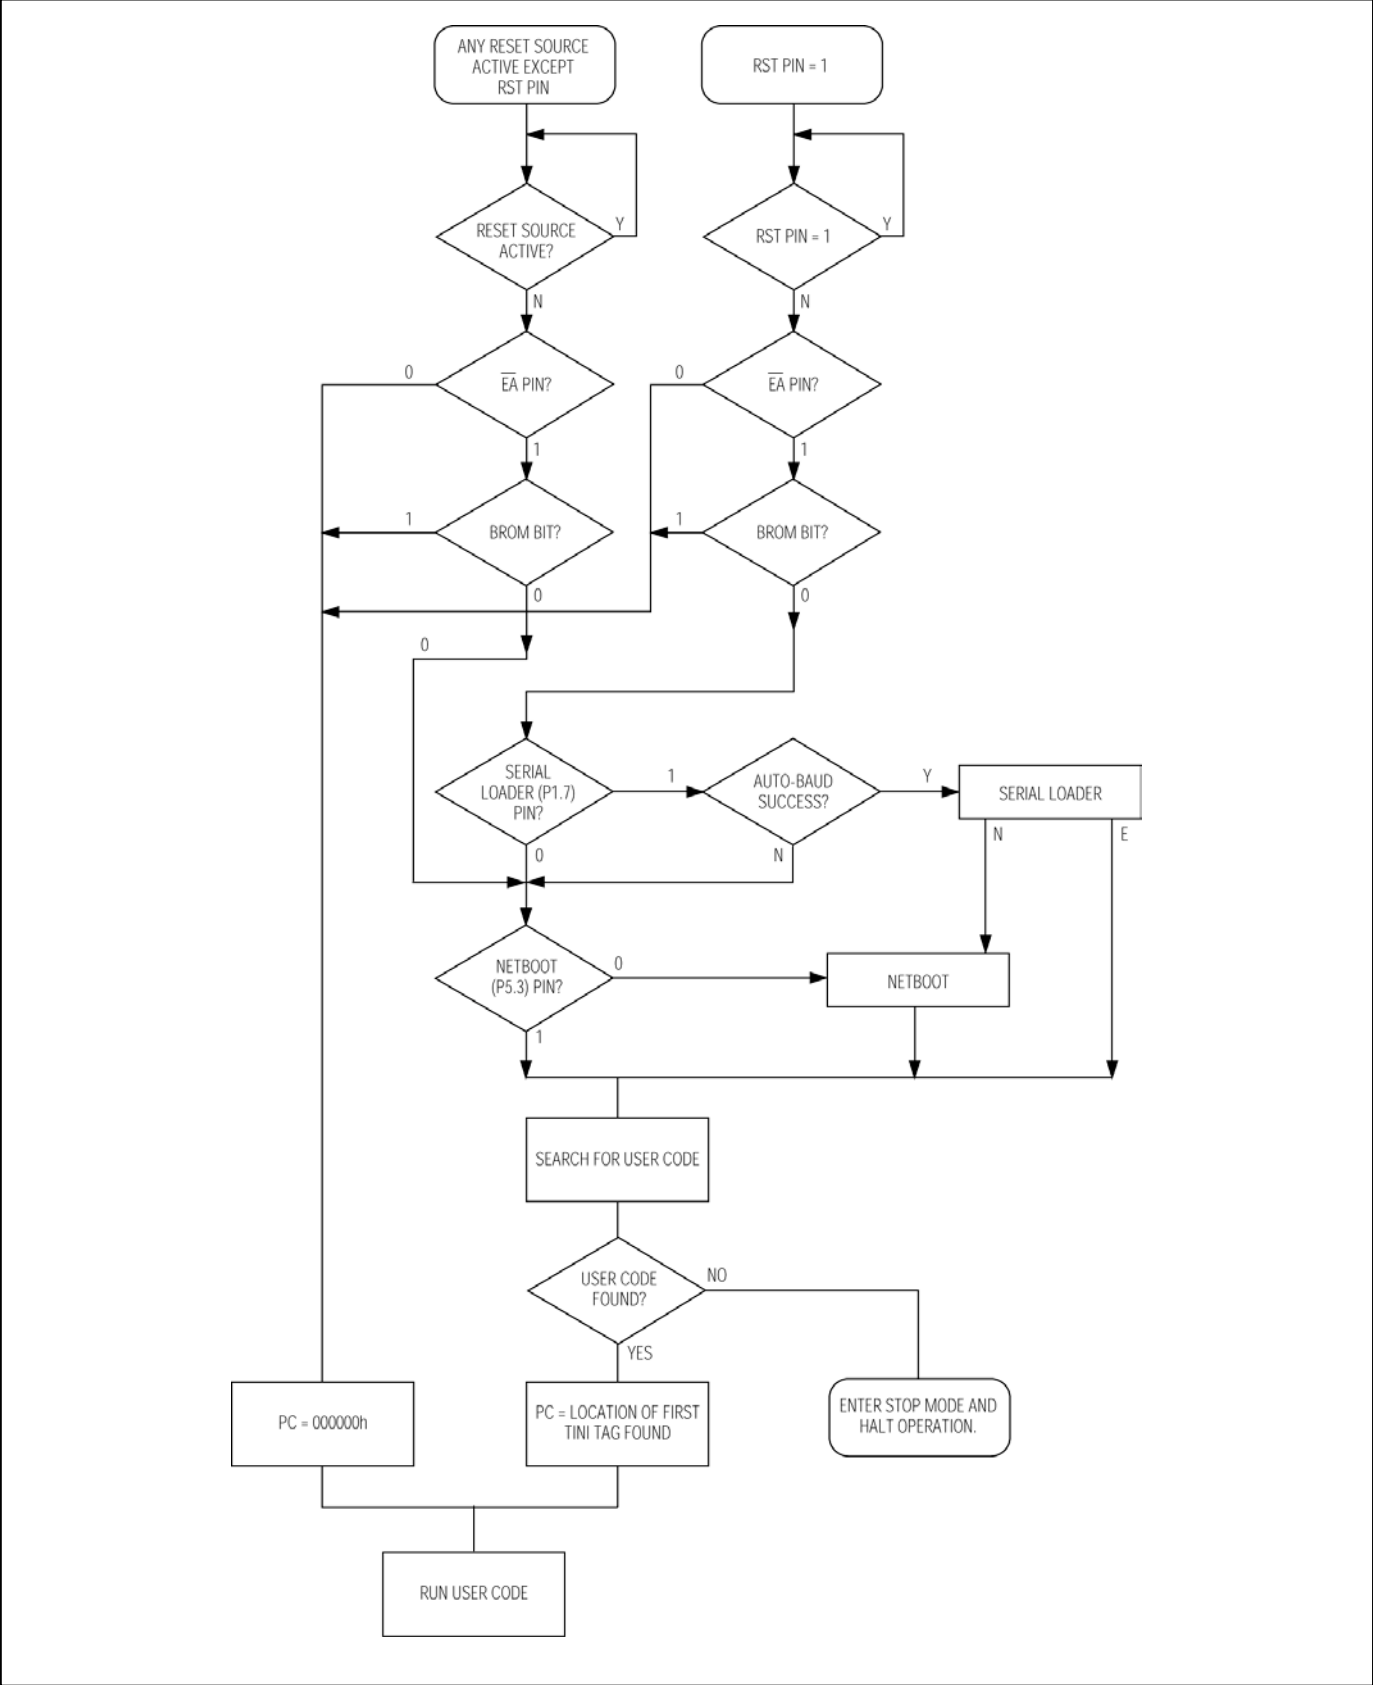 ANY RESET SOURCE
ACTIVE EXCEPT
RST PIN
RST PIN = 1
RESET SOURCE
ACTIVE?
Y
RST PIN = 1
Y
N
N
0
E̅A̅ PIN?
0
E̅A̅ PIN?
1
1
1
BROM BIT?
1
BROM BIT?
0
0
0
SERIAL
LOADER (P1.7)
PIN?
1
AUTO-BAUD
SUCCESS?
Y
SERIAL LOADER
N
E
0
N
NETBOOT
(P5.3) PIN?
0
NETBOOT
1
SEARCH FOR USER CODE
USER CODE
FOUND?
NO
YES
PC = 000000h
PC = LOCATION OF FIRST
TINI TAG FOUND
ENTER STOP MODE AND
HALT OPERATION.
RUN USER CODE